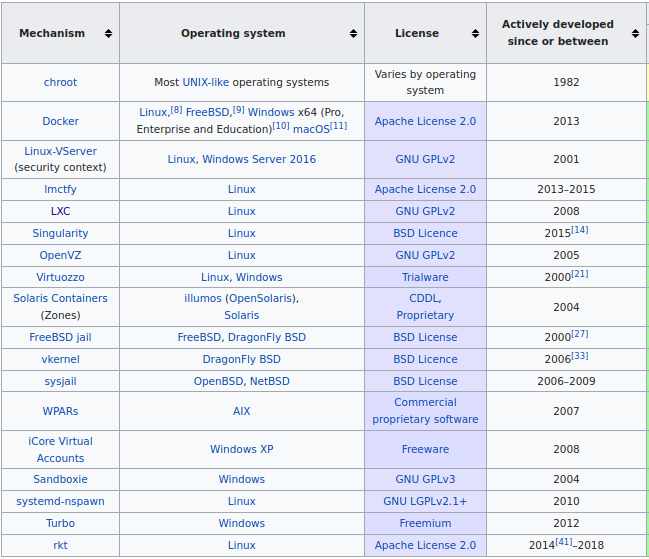 Mechanism Operating system License Actively developed since or between
chroot Most UNIX-like operating systems Varies by operating system 1982
Docker Linux,[8] FreeBSD,[9] Windows x64 (Pro, Enterprise and Education)[10] macOS[11] Apache License 2.0 2013
Linux-VServer (security context) Linux, Windows Server 2016 GNU GPLv2 2001
lmctfy Linux Apache License 2.0 2013–2015
LXC Linux GNU GPLv2 2008
Singularity Linux BSD Licence 2015[14]
OpenVZ Linux GNU GPLv2 2005
Virtuozzo Linux, Windows Trialware 2000[21]
Solaris Containers (Zones) illumos (OpenSolaris), Solaris CDDL, Proprietary 2004
FreeBSD jail FreeBSD, DragonFly BSD BSD License 2000[27]
vkernel DragonFly BSD BSD Licence 2006[33]
sysjail OpenBSD, NetBSD BSD License 2006–2009
WPARs AIX Commercial proprietary software 2007
iCore Virtual Accounts Windows XP Freeware 2008
Sandboxie Windows GNU GPLv3 2004
systemd-nspawn Linux GNU LGPLv2.1+ 2010
Turbo Windows Freemium 2012
rkt Linux Apache License 2.0 2014[41]–2018